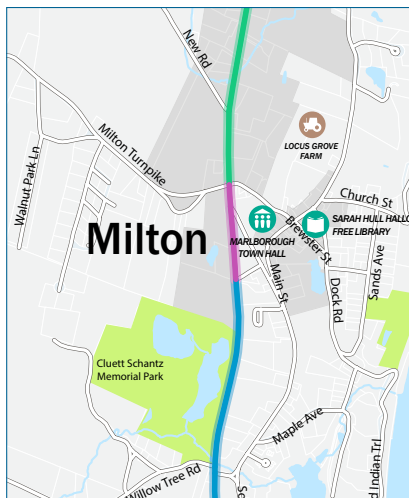 New Rd
LOCUS GROVE
FARM
Milton Turnpike
Walnut Park Ln
Church St
SARAH HULL HALLO
FREE LIBRARY
Milton
MARLBOROUGH
TOWN HALL
Brewster St
Main St
Dock Rd
Sands Ave
Cluett Schantz
Memorial Park
Maple Ave
Willow Tree Rd
d Indian Trl